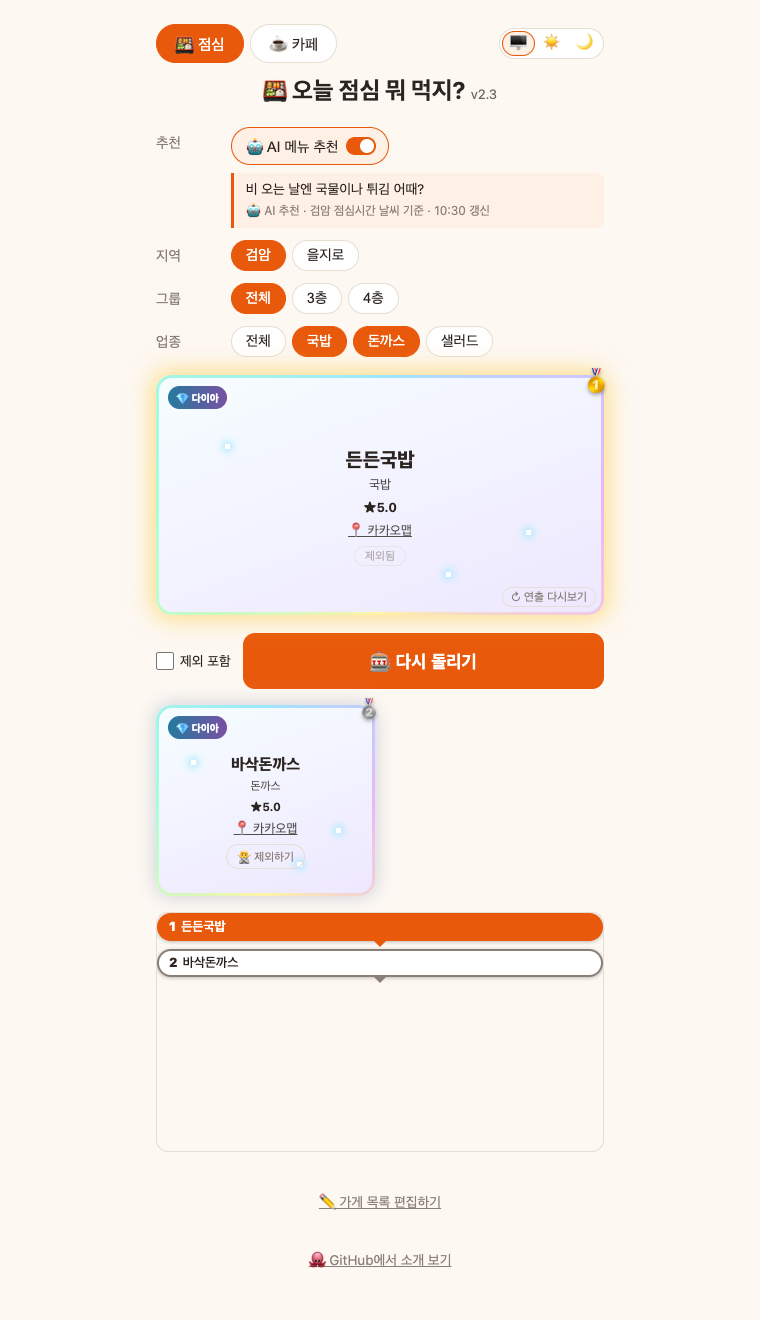 🍱 점심
☕ 카페
🖥️ ☀️ 🌙
🍱 오늘 점심 뭐 먹지? v2.3
추천
🤖 AI 메뉴 추천
비 오는 날엔 국물이나 튀김 어때?
🤖 AI 추천 · 검암 점심시간 날씨 기준 · 10:30 갱신
지역
검암
을지로
그룹
전체
3층
4층
업종
전체
국밥
돈까스
샐러드
💎 다이아
1
든든국밥
국밥
★5.0
📍 카카오맵
제외됨
↻ 연출 다시보기
제외 포함
🎰 다시 돌리기
💎 다이아
2
바삭돈까스
돈까스
★5.0
📍 카카오맵
🙅 제외하기
1 든든국밥
2 바삭돈까스
✏️ 가게 목록 편집하기
🐙 GitHub에서 소개 보기